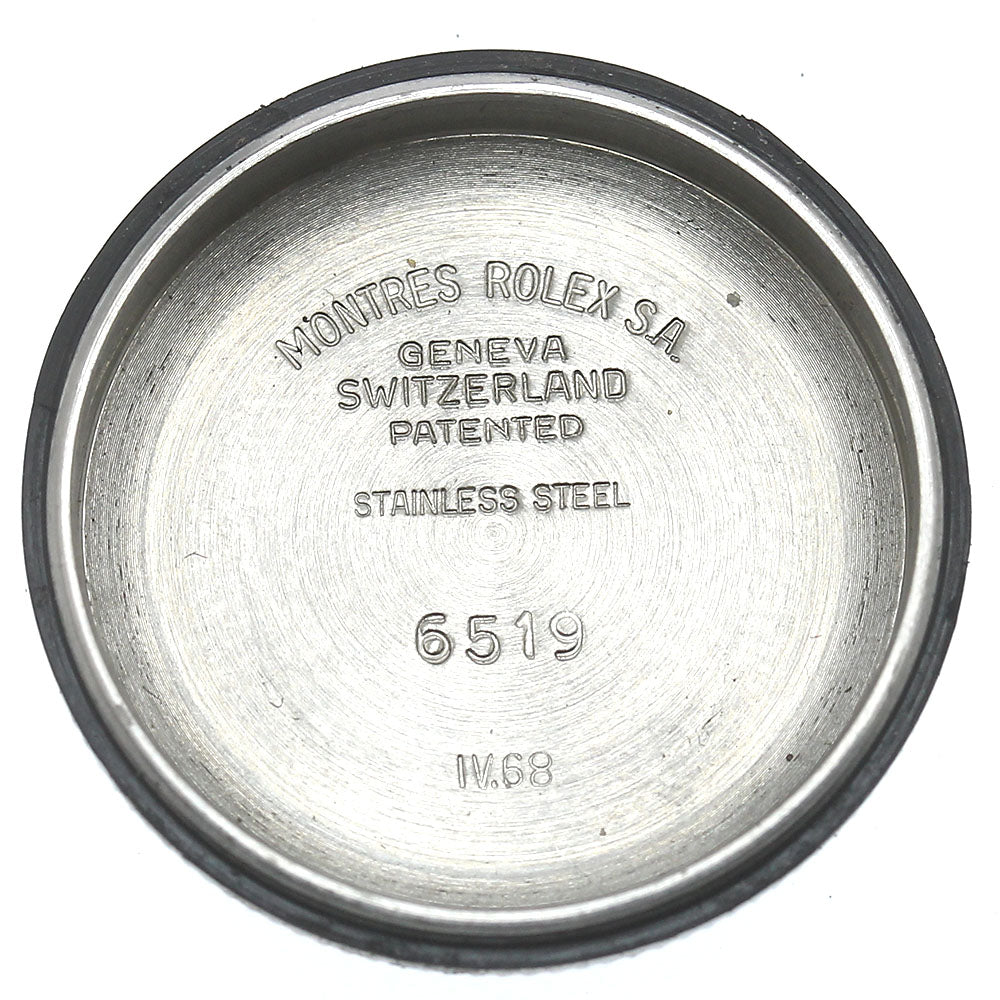 MONTRES ROLEX S.A.
GENEVA
SWITZERLAND
PATENTED
STAINLESS STEEL
6519
IV.68